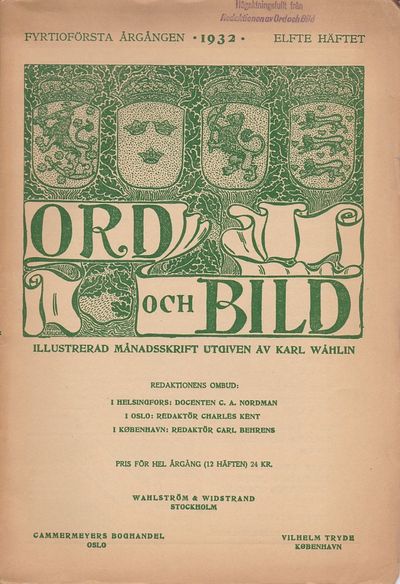 Högaktningsfullt från
Redaktionen av Ord och Bild
FYRTIOFÖRSTA ÅRGÅNGEN · 1932 · ELFTE HÄFTET
ORD
OCH BILD
ILLUSTRERAD MÅNADSSKRIFT UTGIVEN AV KARL WÅHLIN
REDAKTIONENS OMBUD:
I HELSINGFORS: DOCENTEN C. A. NORDMAN
I OSLO: REDAKTÖR CHARLES KENT
I KØBENHAVN: REDAKTÖR CARL BEHRENS
PRIS FÖR HEL ÅRGÅNG (12 HÄFTEN) 24 KR.
WAHLSTRÖM & WIDSTRAND
STOCKHOLM
CAMMERMEYERS BOGHANDEL VILHELM TRYDE
OSLO KØBENHAVN